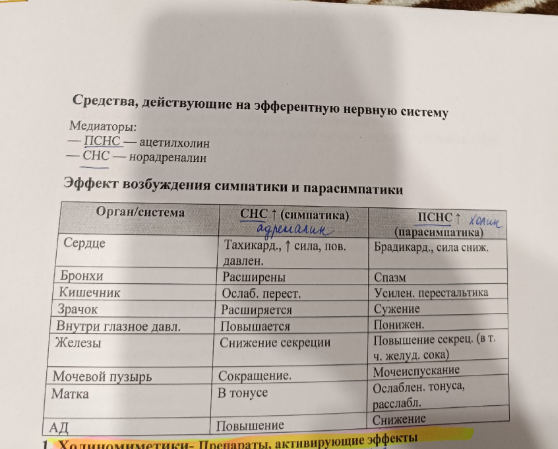 Средства, действующие на эфферентную нервную систему
Медиаторы:
— ПСНС — ацетилхолин
— СНС — норадреналин
Эффект возбуждения симпатики и парасимпатики
Орган/система СНС ↑ (симпатика) адреналин ПСНС ↑ холин (парасимпатика)
Сердце Тахикард., ↑ сила, пов. давлен. Брадикард., сила сниж.
Бронхи Расширены Спазм
Кишечник Ослаб. перест. Усилен. перестальтика
Зрачок Расширяется Сужение
Внутри глазное давл. Повышается Понижен.
Железы Снижение секреции Повышение секрец. (в т. ч. желуд. сока)
Мочевой пузырь Сокращение. Мочеиспускание
Матка В тонусе Ослаблен. тонуса, расслабл.
АД Повышение Снижение
1. Холиномиметики- Препараты, активирующие эффекты